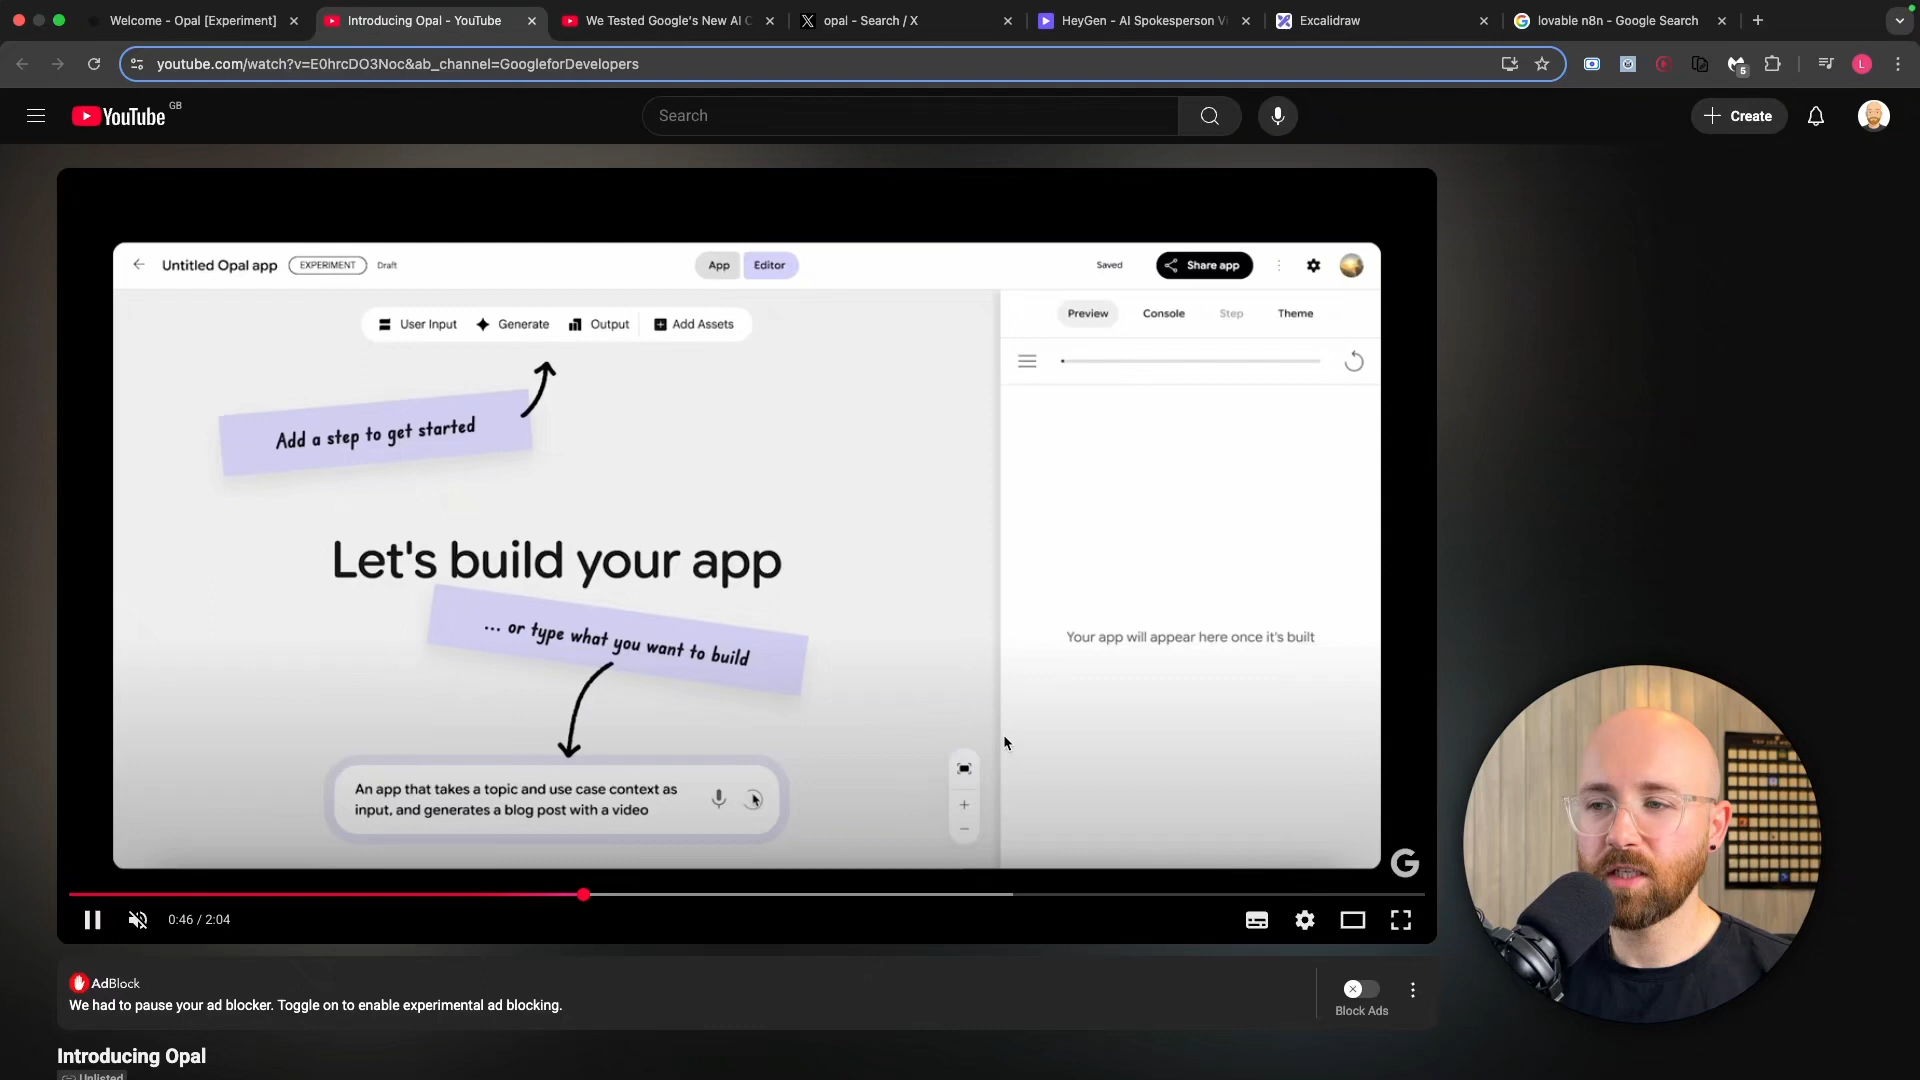 Welcome - Opal [Experiment]
Introducing Opal - YouTube
We Tested Google's New AI C
opal - Search / X
HeyGen - AI Spokesperson Vi
Excalidraw
lovable n8n - Google Search
youtube.com/watch?v=E0hrcDO3Noc&ab_channel=GoogleforDevelopers
5
L
YouTube GB
Search
Create
Untitled Opal app
EXPERIMENT
Draft
App
Editor
Saved
Share app
User Input
Generate
Output
Add Assets
Preview
Console
Step
Theme
Add a step to get started
Let's build your app
... or type what you want to build
Your app will appear here once it's built
An app that takes a topic and use case context as
input, and generates a blog post with a video
G
0:46 / 2:04
AdBlock
We had to pause your ad blocker. Toggle on to enable experimental ad blocking.
Block Ads
Introducing Opal
Unlisted